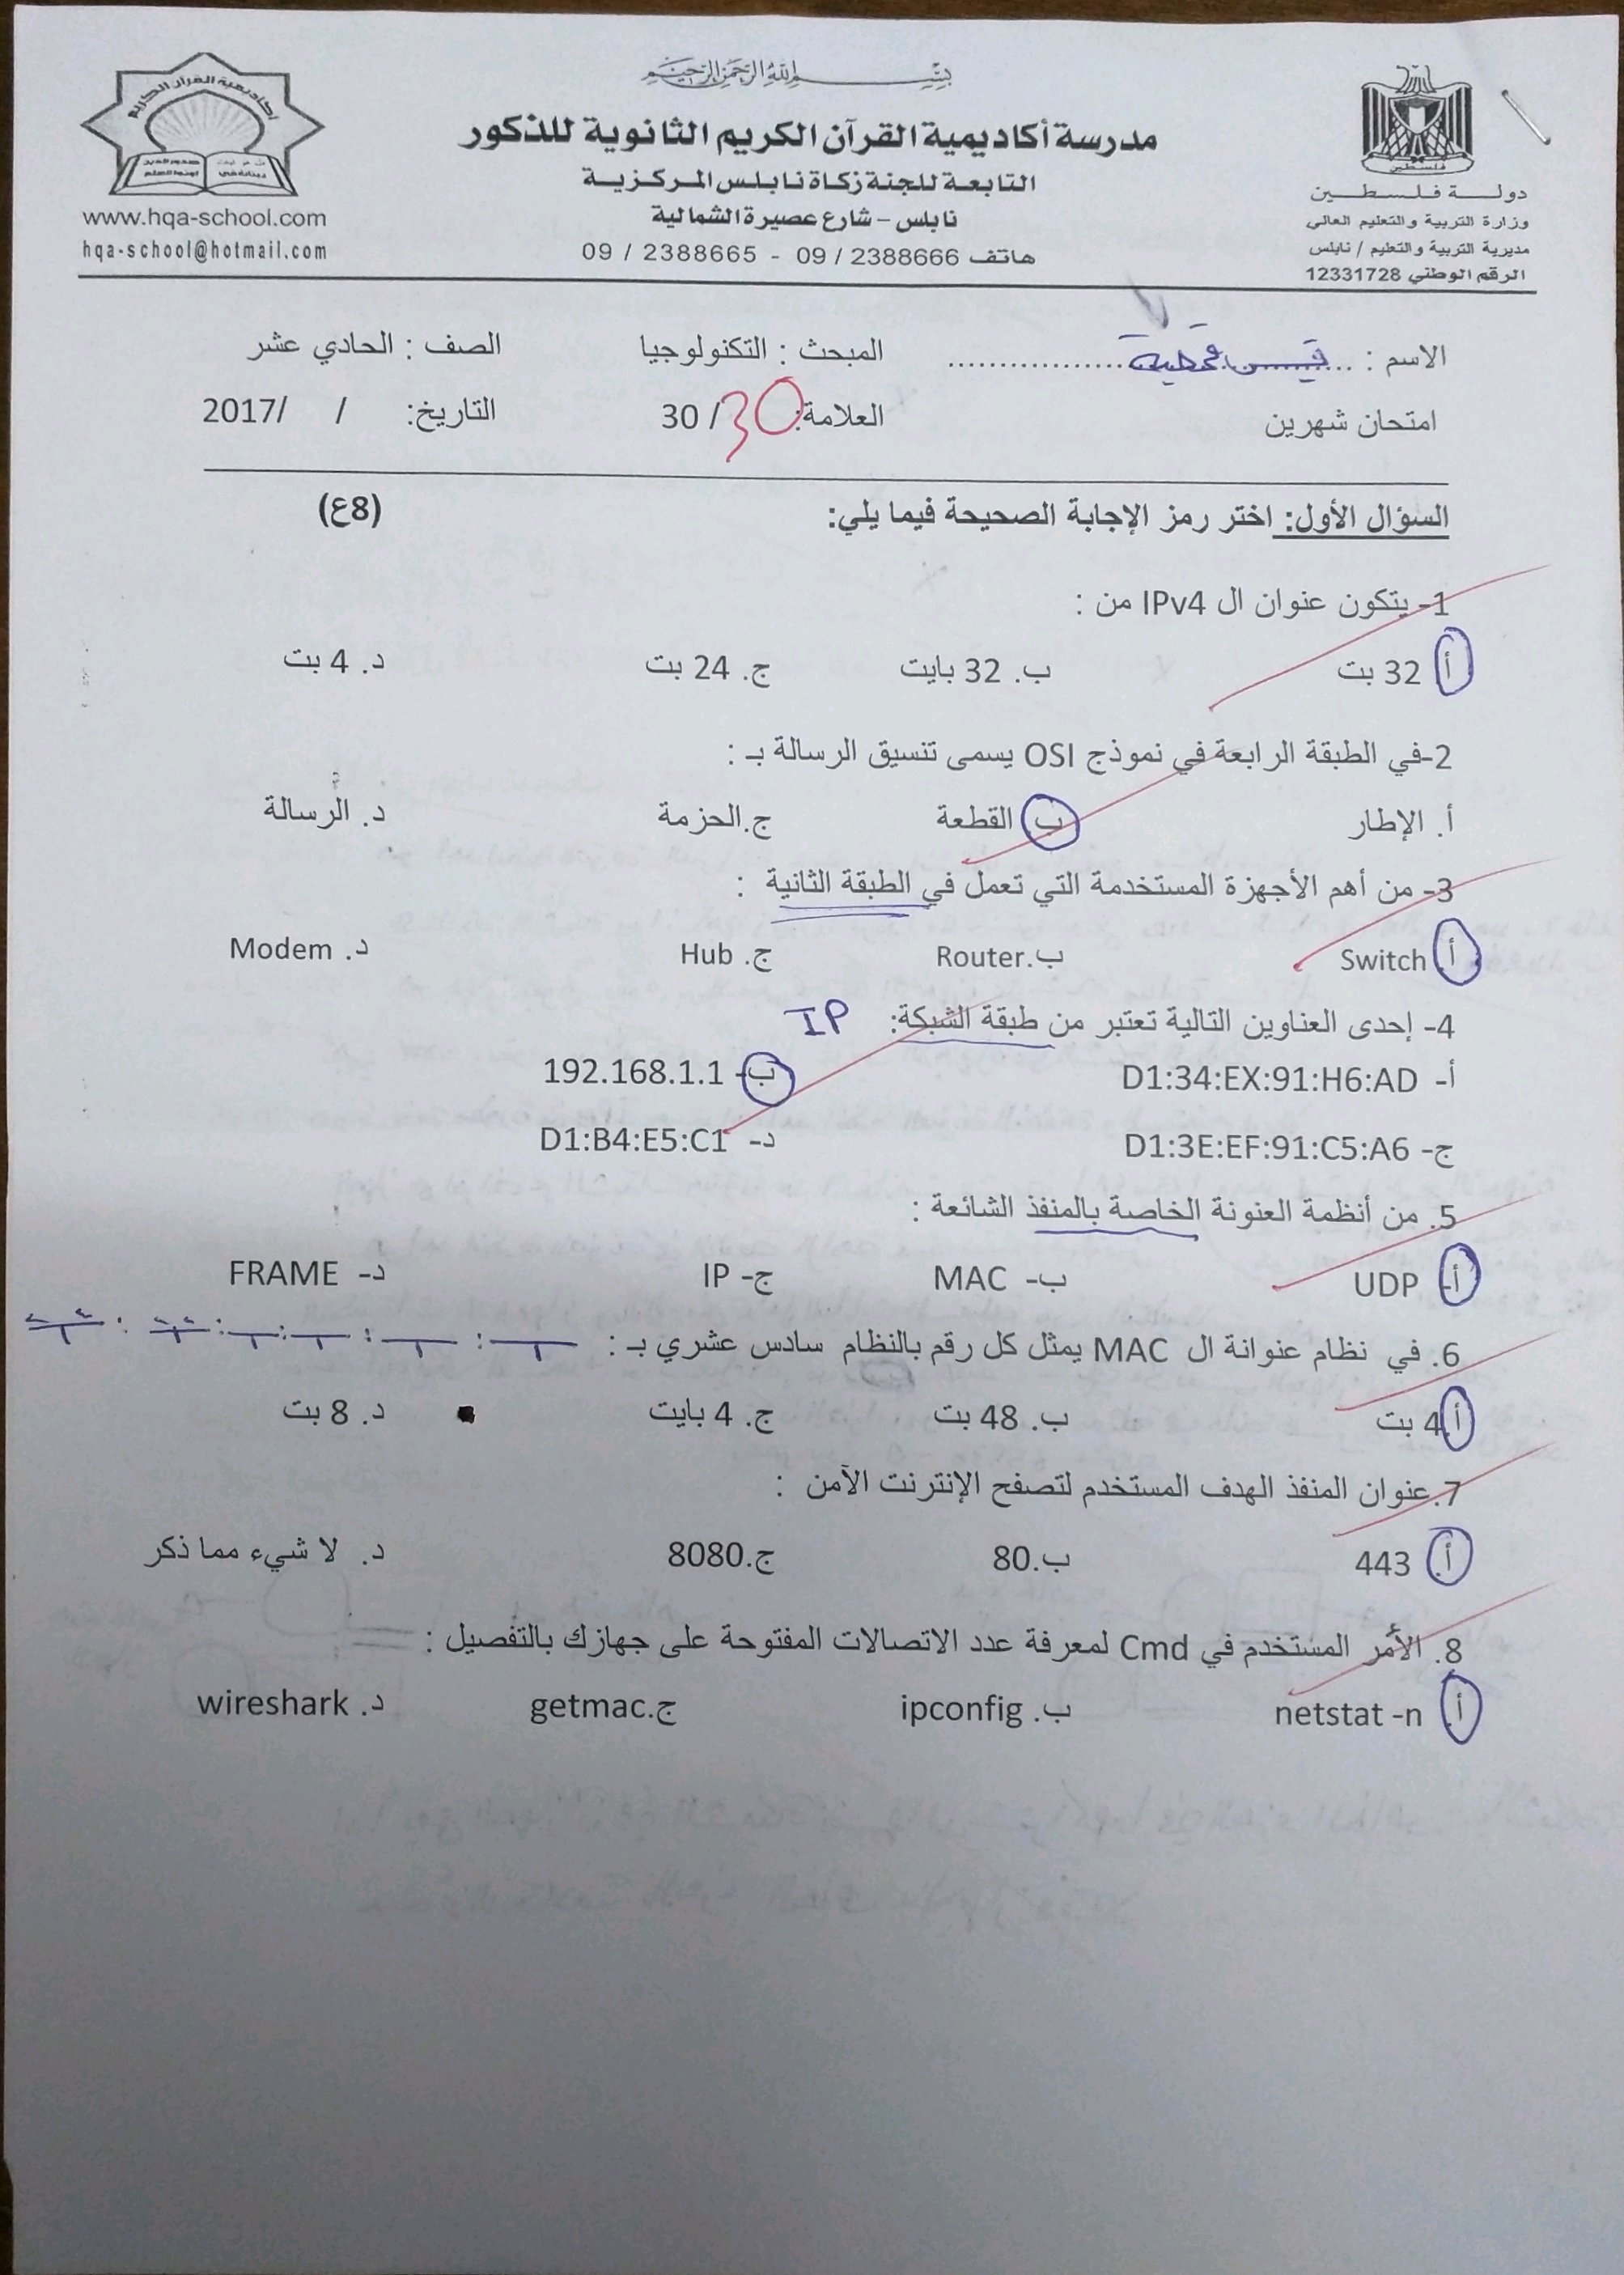 بسم الله الرحمن الرحيم
أكاديمية القرآن الكريم
مدرسة أكاديمية القرآن الكريم الثانوية للذكور
التابعة للجنة زكاة نابلس المركزية
نابلس – شارع عصيرة الشمالية
هاتف 2388666 / 09 - 2388665 / 09
دولة فلسطين
وزارة التربية والتعليم العالي
مديرية التربية والتعليم / نابلس
الرقم الوطني 12331728
www.hqa-school.com
hqa-school@hotmail.com
الاسم : المبحث : التكنولوجيا الصف : الحادي عشر
امتحان شهرين العلامة: 30 / 30 التاريخ: / /2017
السؤال الأول: اختر رمز الإجابة الصحيحة فيما يلي: (8ع)
1- يتكون عنوان ال IPv4 من :
أ 32 بت ب. 32 بايت ج. 24 بت د. 4 بت
2-في الطبقة الرابعة في نموذج OSI يسمى تنسيق الرسالة بـ :
أ. الإطار ب القطعة ج.الحزمة د. الرسالة
3- من أهم الأجهزة المستخدمة التي تعمل في الطبقة الثانية :
أ. Switch ب.Router ج. Hub د. Modem
4- إحدى العناوين التالية تعتبر من طبقة الشبكة: IP
أ- D1:34:EX:91:H6:AD ب- 192.168.1.1
ج- D1:3E:EF:91:C5:A6 د- D1:B4:E5:C1
5. من أنظمة العنونة الخاصة بالمنفذ الشائعة :
أ- UDP ب- MAC ج- IP د- FRAME
6. في نظام عنوانة ال MAC يمثل كل رقم بالنظام سادس عشري بـ :
أ.4 بت ب. 48 بت ج. 4 بايت د. 8 بت
7.عنوان المنفذ الهدف المستخدم لتصفح الإنترنت الآمن :
أ. 443 ب.80 ج.8080 د. لا شيء مما ذكر
8. الأمر المستخدم في Cmd لمعرفة عدد الاتصالات المفتوحة على جهازك بالتفصيل :
أ. netstat -n ب. ipconfig ج.getmac د. wireshark